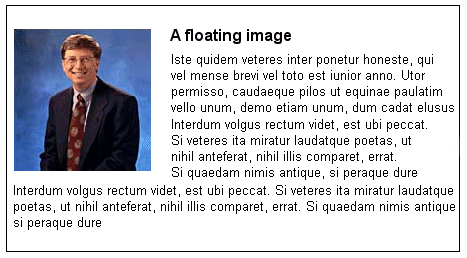 A floating image
Iste quidem veteres inter ponetur honeste, qui
vel mense brevi vel toto est iunior anno. Utor
permisso, caudaeque pilos ut equinae paulatim
vello unum, demo etiam unum, dum cadat elusus
Interdum volgus rectum videt, est ubi peccat.
Si veteres ita miratur laudatque poetas, ut
nihil anteferat, nihil illis comparet, errat.
Si quaedam nimis antique, si peraque dure
Interdum volgus rectum videt, est ubi peccat. Si veteres ita miratur laudatque
poetas, ut nihil anteferat, nihil illis comparet, errat. Si quaedam nimis antique
si peraque dure